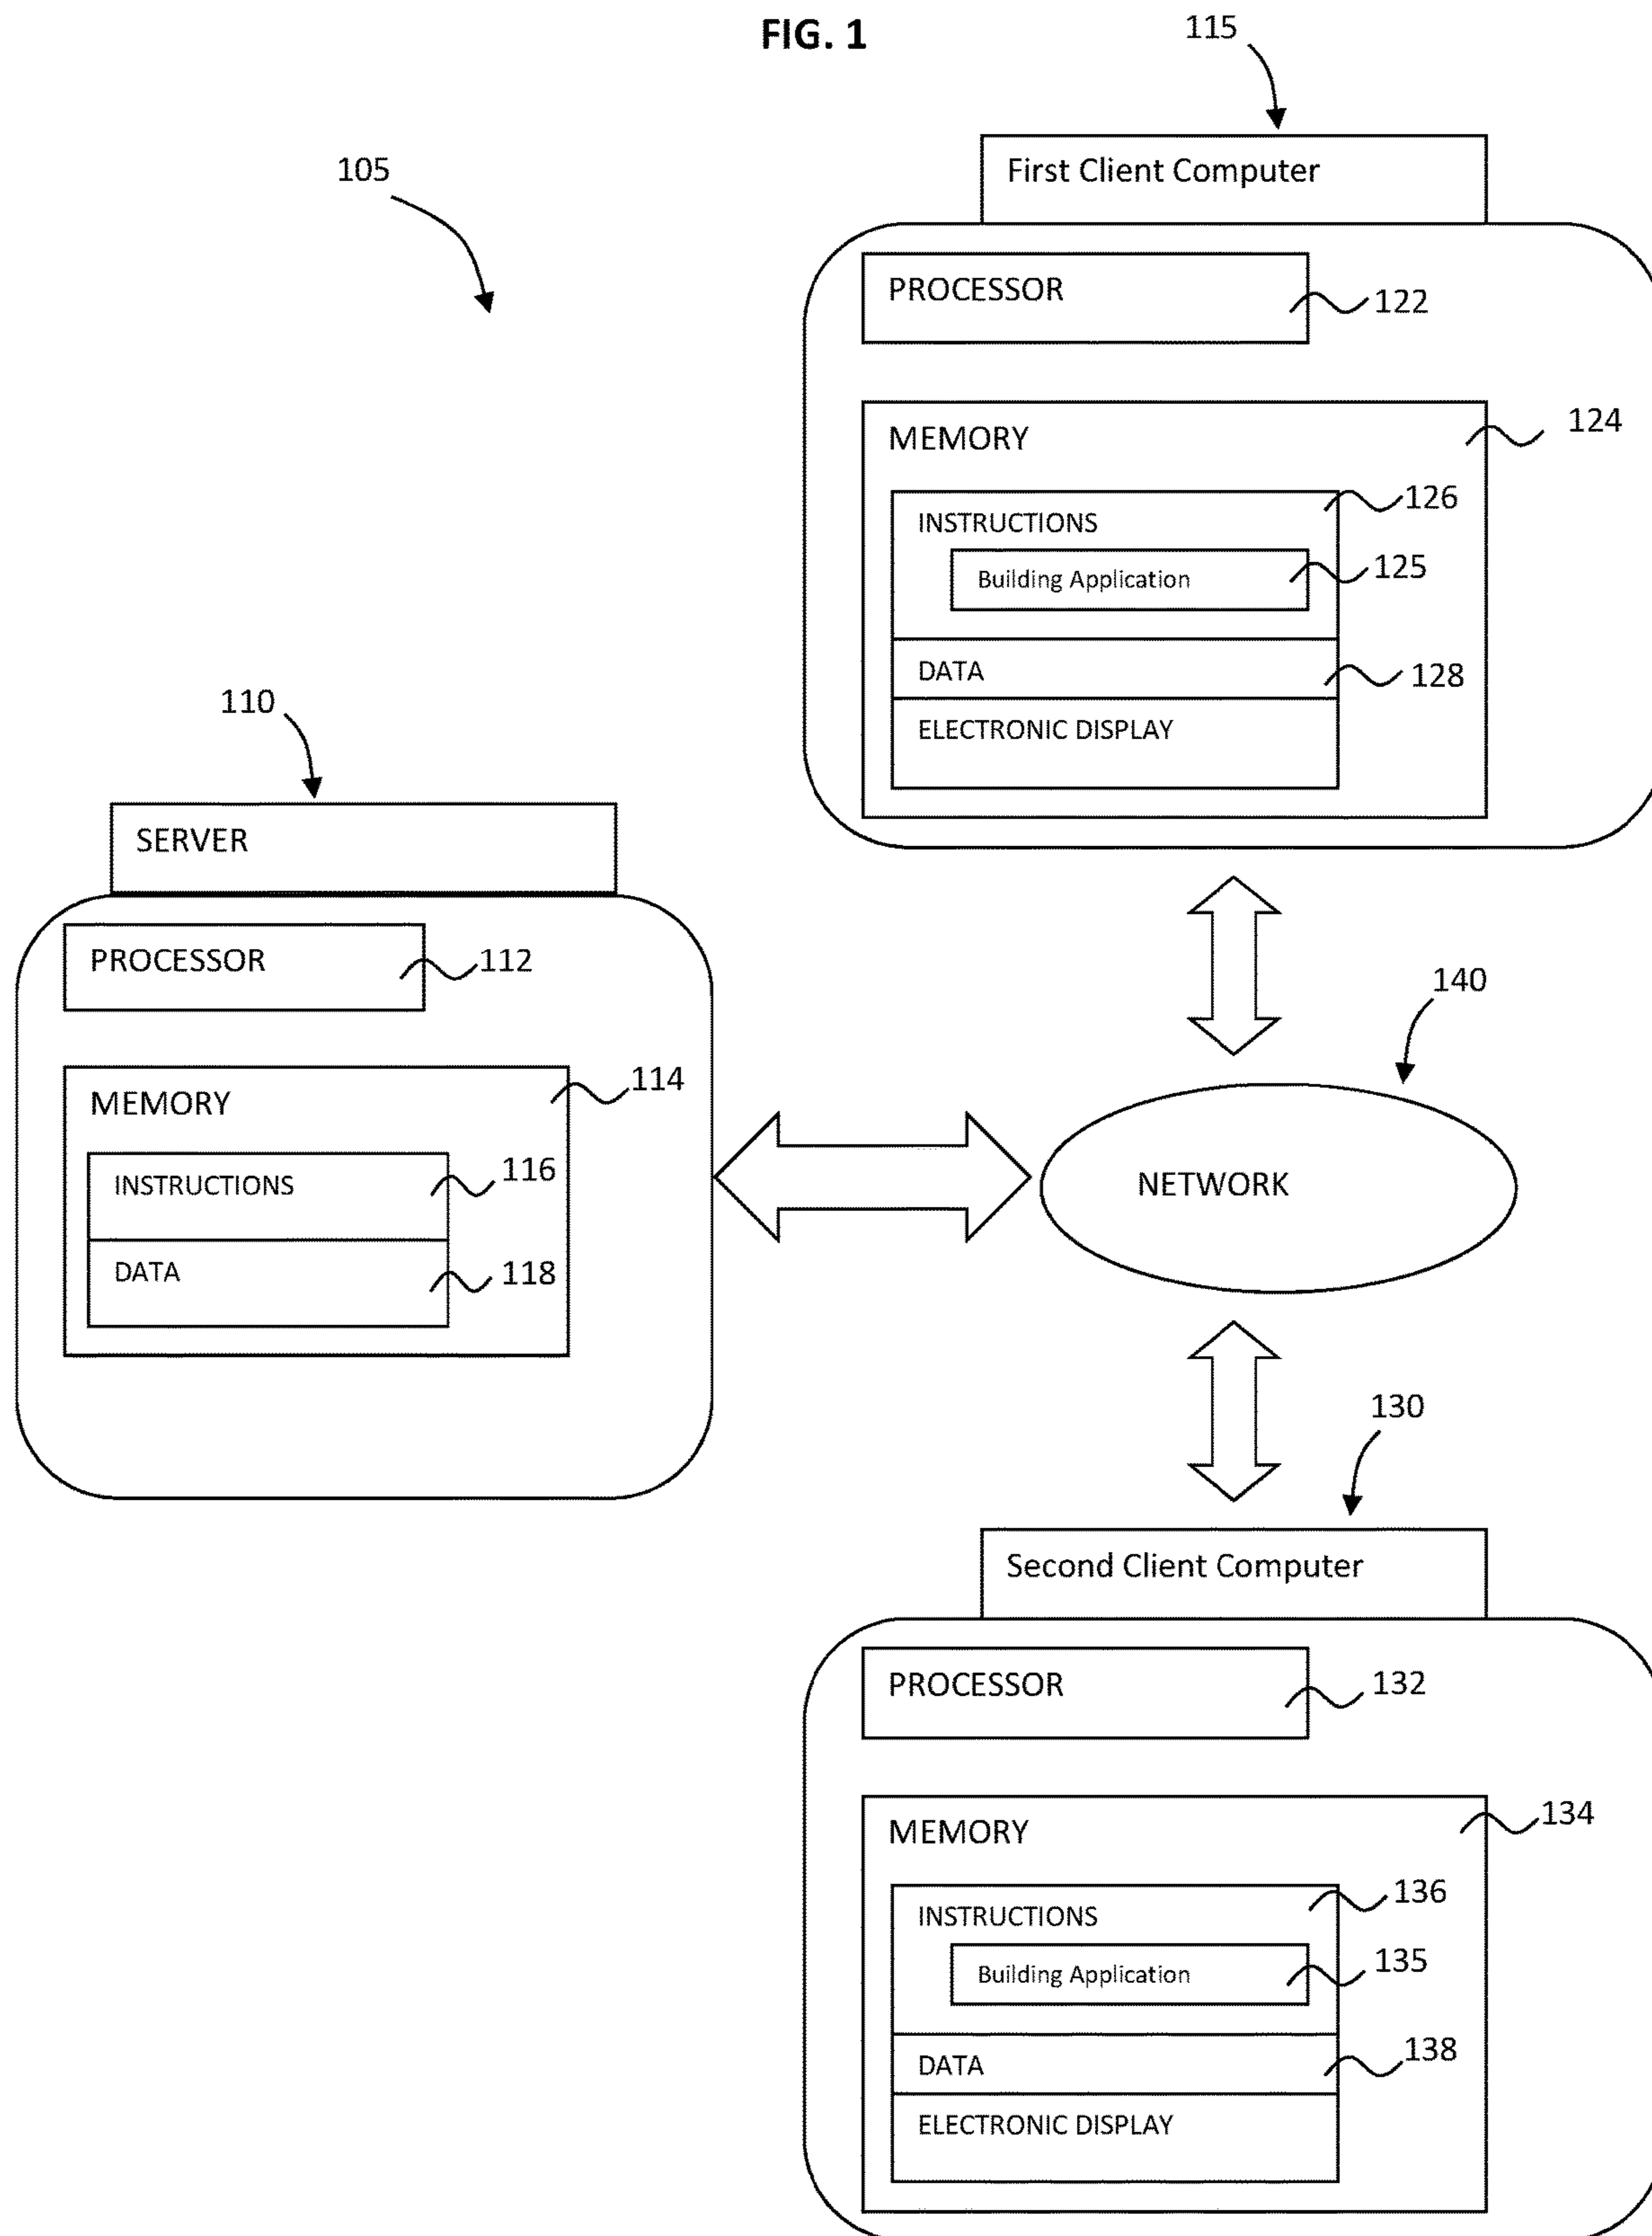 FIG. 1
115
105
First Client Computer
PROCESSOR
122
MEMORY
124
INSTRUCTIONS
126
Building Application
125
DATA
128
ELECTRONIC DISPLAY
110
SERVER
PROCESSOR
112
MEMORY
114
INSTRUCTIONS
116
DATA
118
140
NETWORK
130
Second Client Computer
PROCESSOR
132
MEMORY
134
INSTRUCTIONS
136
Building Application
135
DATA
138
ELECTRONIC DISPLAY